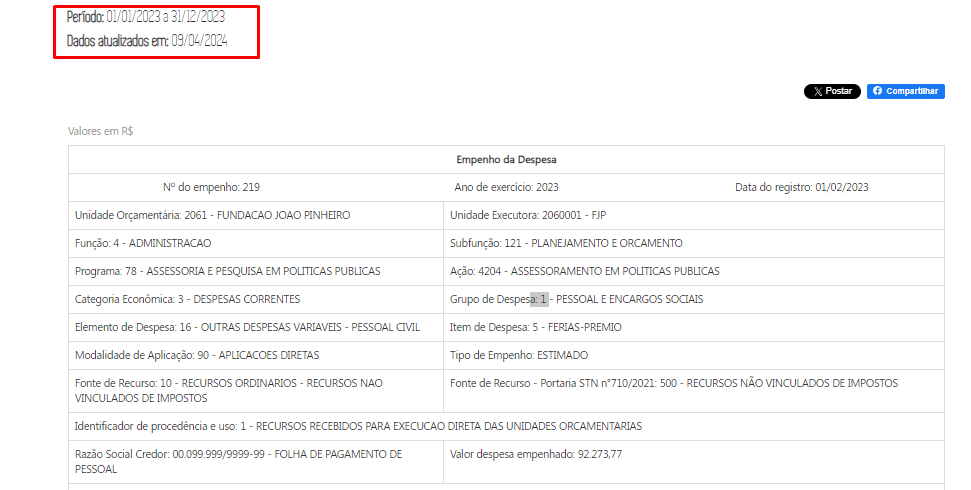 Período: 01/01/2023 a 31/12/2023
Dados atualizados em: 09/04/2024
Postar
Compartilhar
Valores em R$
Empenho da Despesa
Nº do empenho: 219
Ano de exercício: 2023
Data do registro: 01/02/2023
Unidade Orçamentária: 2061 - FUNDACAO JOAO PINHEIRO
Unidade Executora: 2060001 - FJP
Função: 4 - ADMINISTRACAO
Subfunção: 121 - PLANEJAMENTO E ORCAMENTO
Programa: 78 - ASSESSORIA E PESQUISA EM POLITICAS PUBLICAS
Ação: 4204 - ASSESSORAMENTO EM POLITICAS PUBLICAS
Categoria Econômica: 3 - DESPESAS CORRENTES
Grupo de Despesa: 1 - PESSOAL E ENCARGOS SOCIAIS
Elemento de Despesa: 16 - OUTRAS DESPESAS VARIAVEIS - PESSOAL CIVIL
Item de Despesa: 5 - FERIAS-PREMIO
Modalidade de Aplicação: 90 - APLICACOES DIRETAS
Tipo de Empenho: ESTIMADO
Fonte de Recurso: 10 - RECURSOS ORDINARIOS - RECURSOS NAO
VINCULADOS DE IMPOSTOS
Fonte de Recurso - Portaria STN n°710/2021: 500 - RECURSOS NÃO VINCULADOS DE IMPOSTOS
Identificador de procedência e uso: 1 - RECURSOS RECEBIDOS PARA EXECUCAO DIRETA DAS UNIDADES ORCAMENTARIAS
Razão Social Credor: 00.099.999/9999-99 - FOLHA DE PAGAMENTO DE
PESSOAL
Valor despesa empenhado: 92.273,77